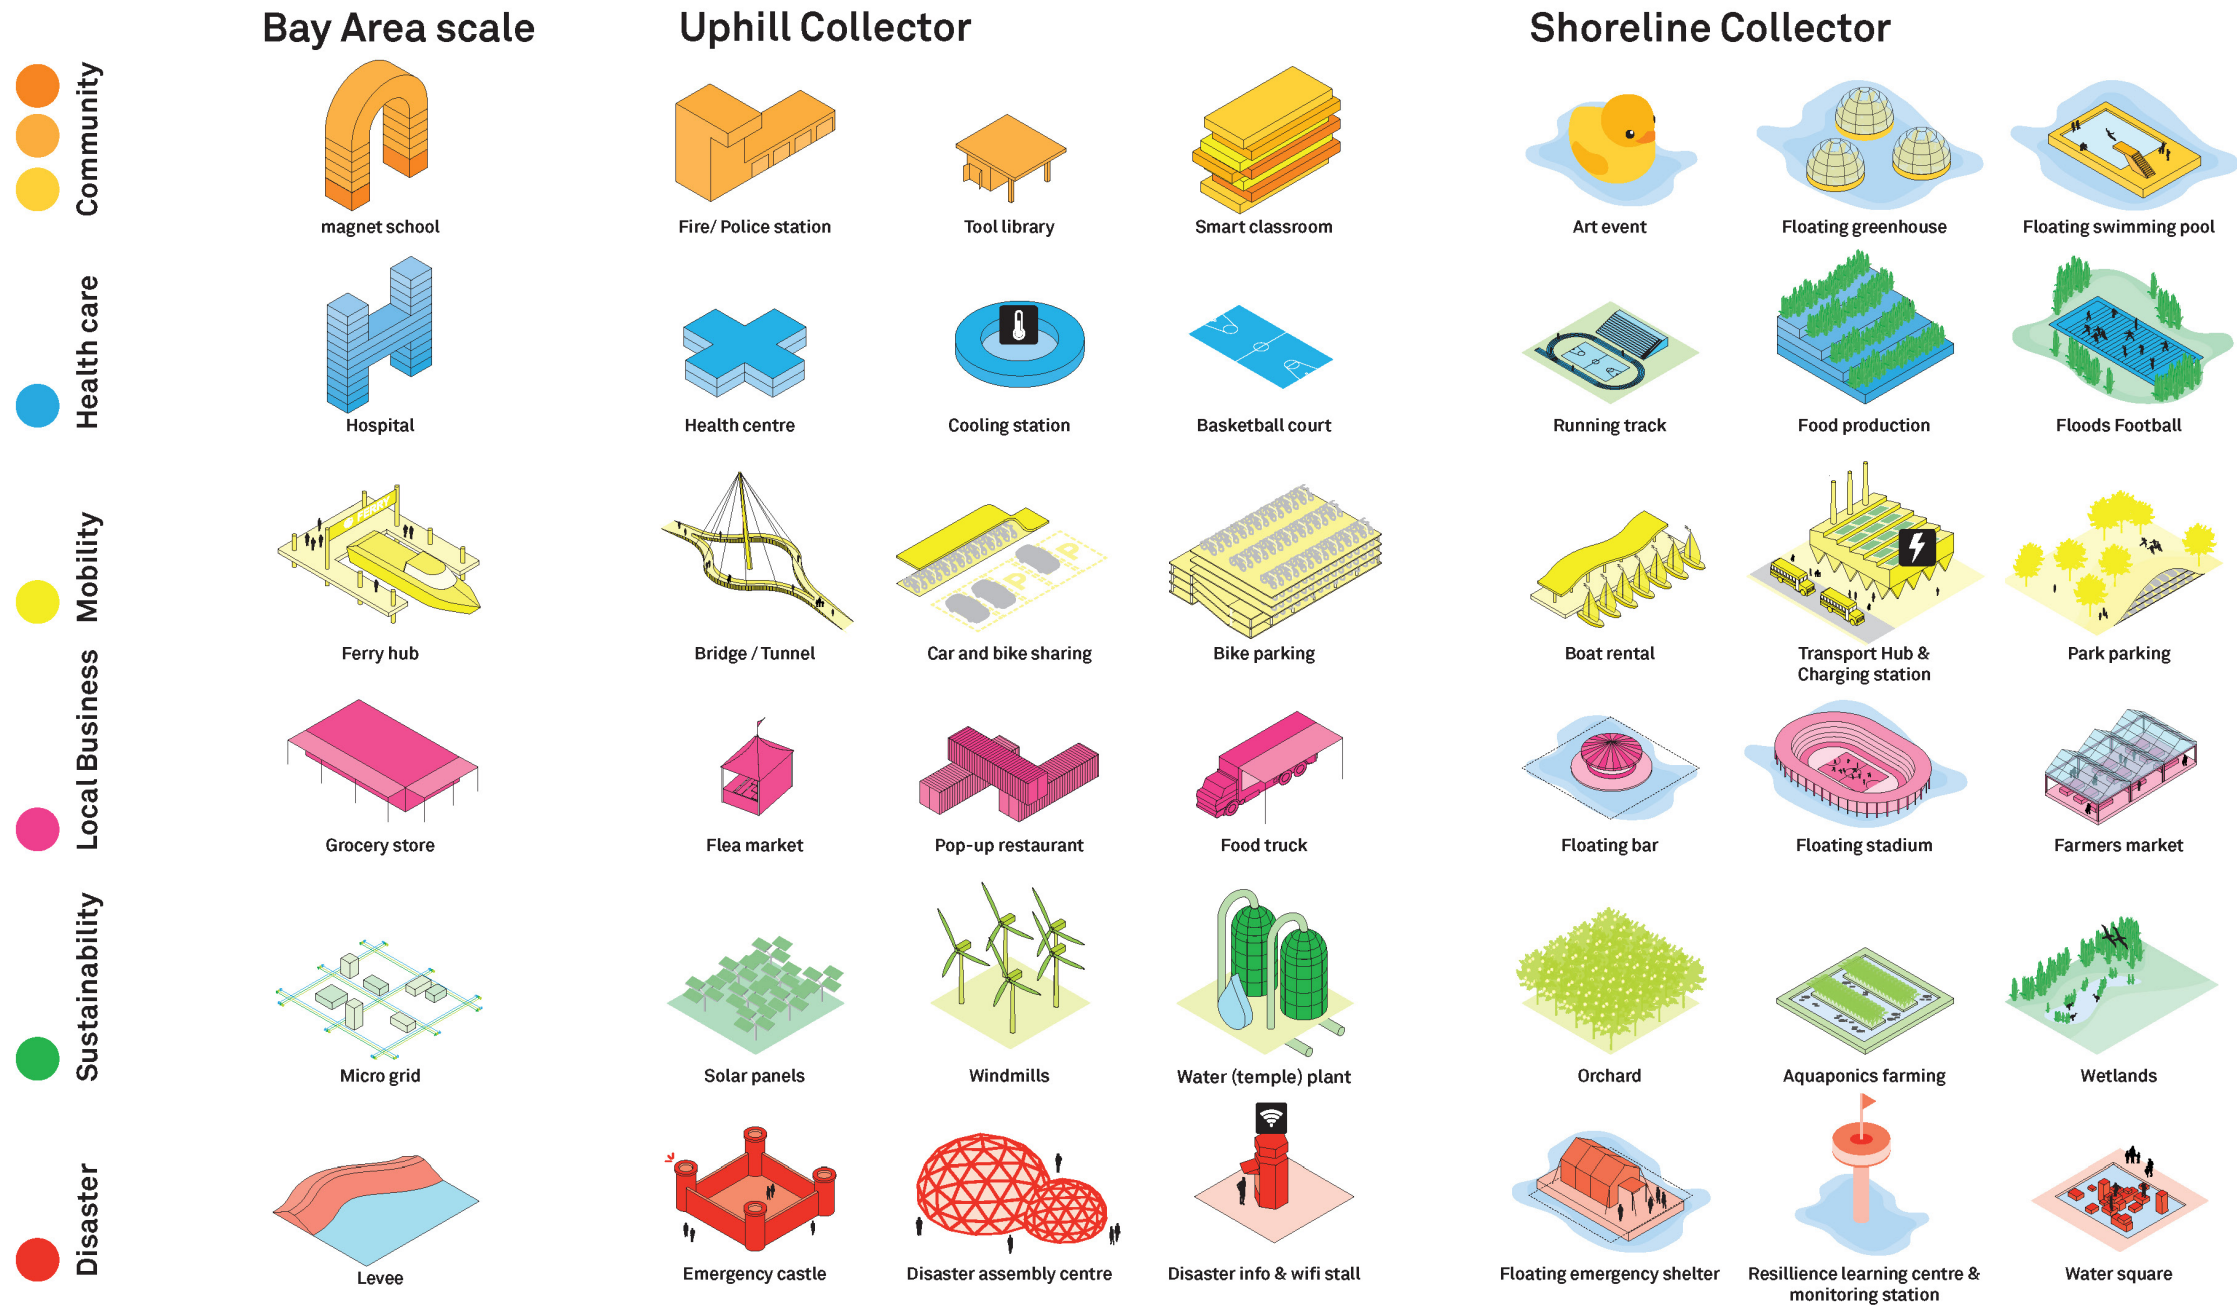 Bay Area scale
Uphill Collector
Shoreline Collector
Community
magnet school
Fire/ Police station
Tool library
Smart classroom
Art event
Floating greenhouse
Floating swimming pool
Health care
Hospital
Health centre
Cooling station
Basketball court
Running track
Food production
Floods Football
Mobility
FERRY
P
P
Ferry hub
Bridge / Tunnel
Car and bike sharing
Bike parking
Boat rental
Transport Hub &
Charging station
Park parking
Local Business
Grocery store
Flea market
Pop-up restaurant
Food truck
Floating bar
Floating stadium
Farmers market
Sustainability
Micro grid
Solar panels
Windmills
Water (temple) plant
Orchard
Aquaponics farming
Wetlands
Disaster
Levee
Emergency castle
Disaster assembly centre
Disaster info & wifi stall
Floating emergency shelter
Resillience learning centre &
monitoring station
Water square